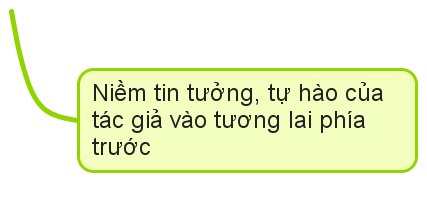 Niềm tin tưởng, tự hào của
tác giả vào tương lai phía
trước